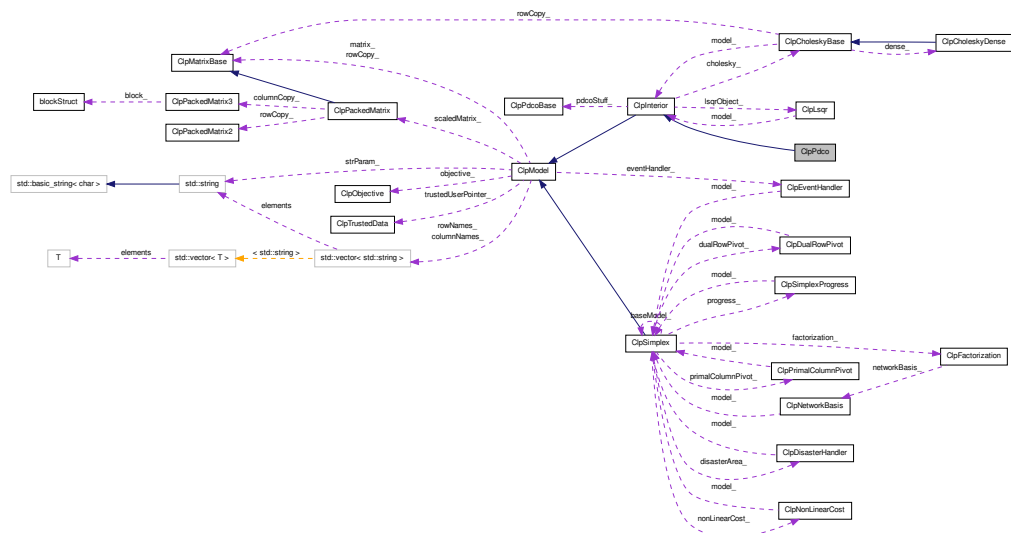 rowCopy_
ClpCholeskyBase
ClpCholeskyDense
model_
dense_
matrix_
rowCopy_
ClpMatrixBase
cholesky_
blockStruct
block_
ClpPackedMatrix3
columnCopy_
ClpPackedMatrix
ClpPdcoBase
pdcoStuff_
ClpInterior
lsqrObject_
ClpLsqr
rowCopy_
model_
ClpPackedMatrix2
scaledMatrix_
ClpPdco
strParam_
ClpModel
eventHandler_
objective_
std::basic_string< char >
std::string
ClpObjective
trustedUserPointer_
model_
ClpEventHandler
elements
ClpTrustedData
rowNames_
columnNames_
model_
dualRowPivot_
ClpDualRowPivot
T
elements
std::vector< T >
< std::string >
std::vector< std::string >
model_
ClpSimplexProgress
progress_
baseModel_
ClpSimplex
factorization_
ClpFactorization
model_
ClpPrimalColumnPivot
networkBasis_
primalColumnPivot_
ClpNetworkBasis
model_
model_
ClpDisasterHandler
disasterArea_
model_
ClpNonLinearCost
nonLinearCost_